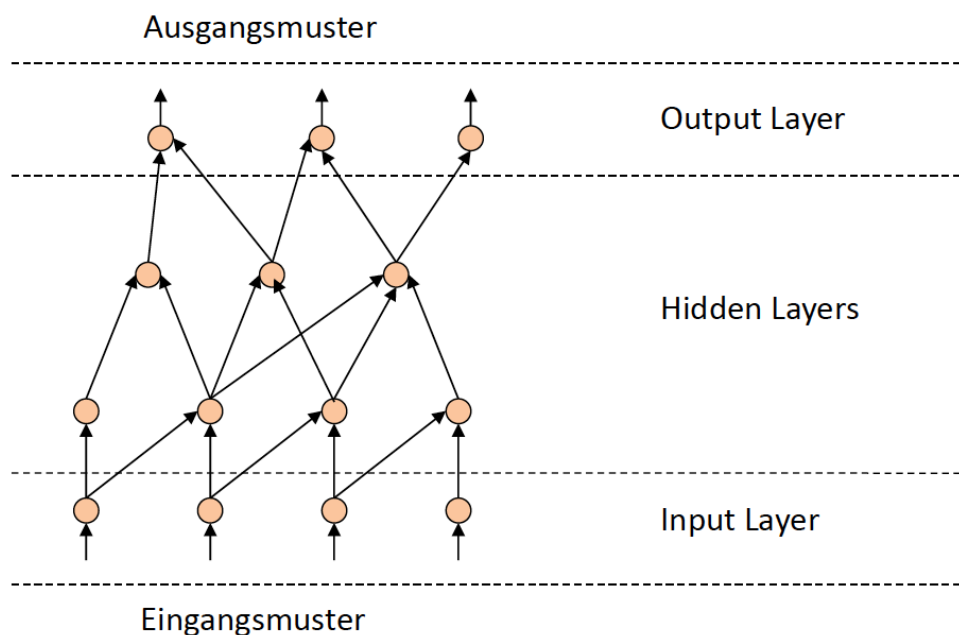 Ausgangsmuster
Output Layer
Hidden Layers
Input Layer
Eingangsmuster